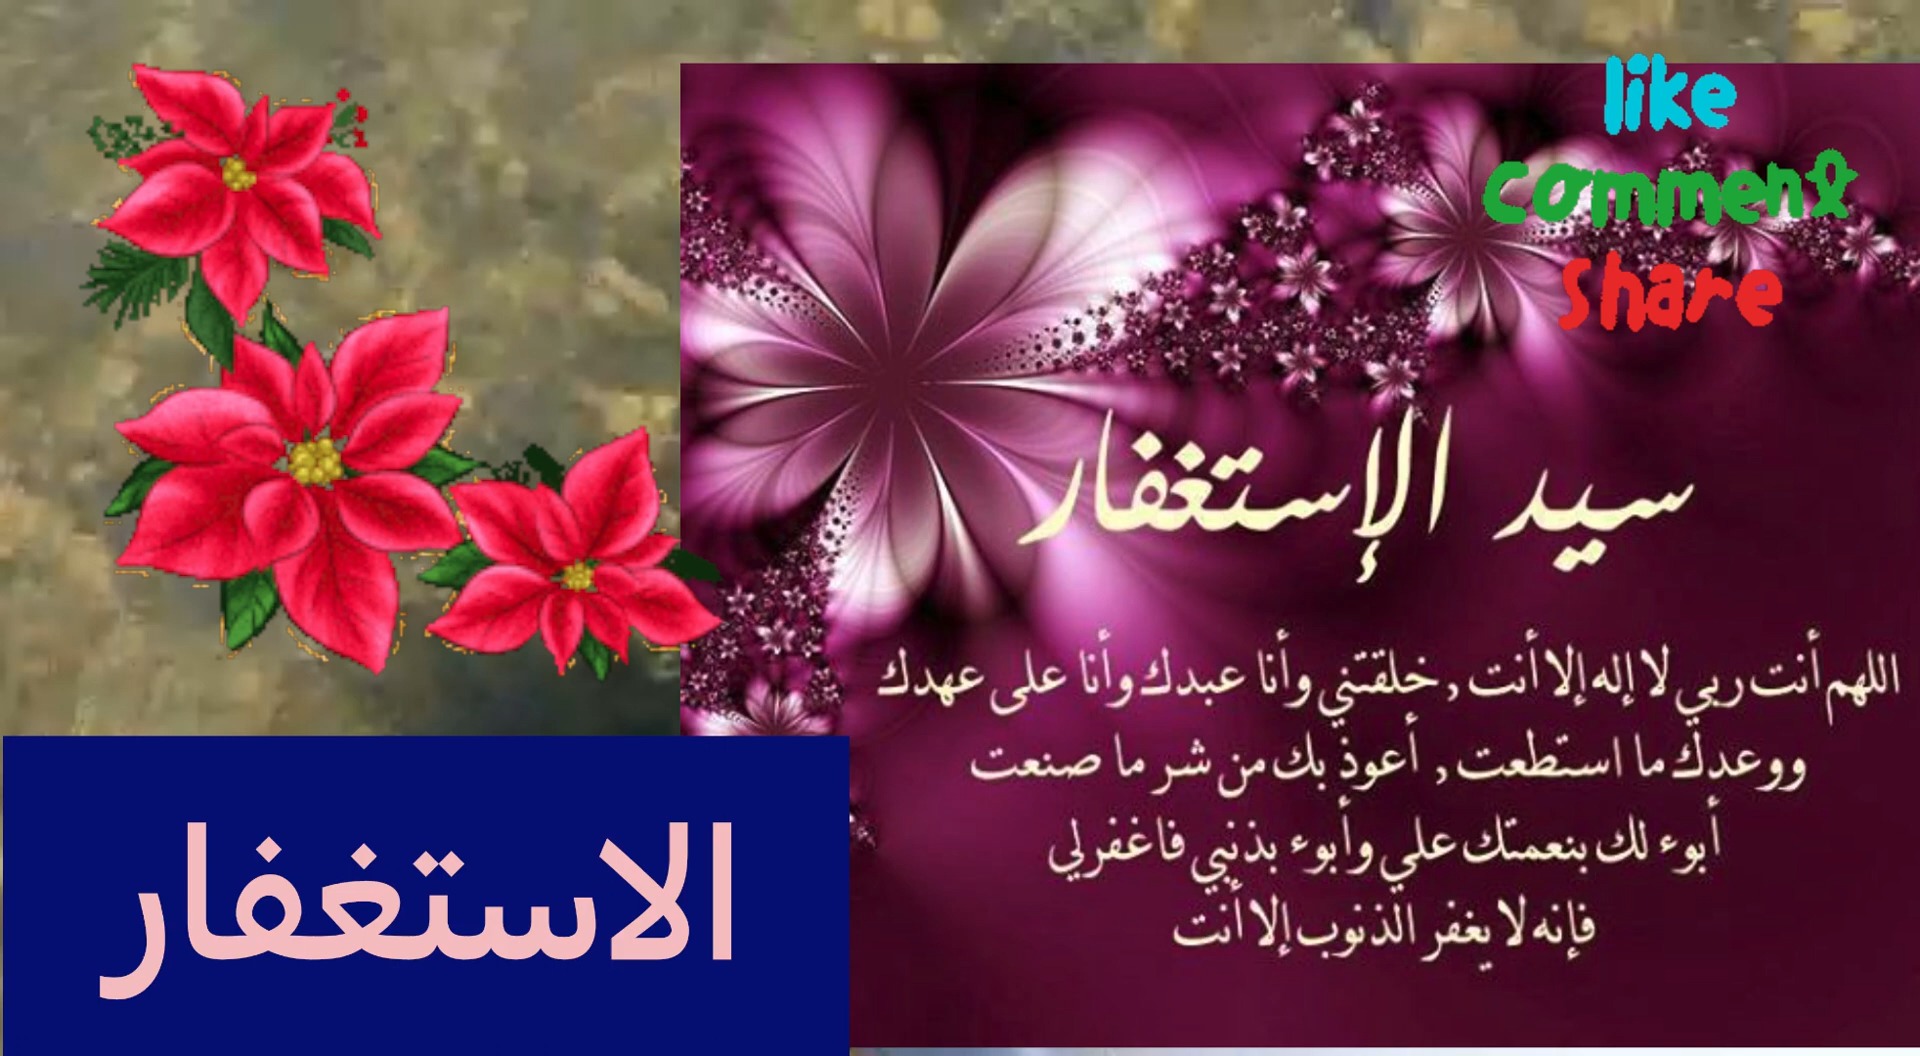 like
comment
share
سيد الإستغفار
اللهم أنت ربي لا إله إلا أنت , خلقتني وأنا عبدك وأنا على عهدك
ووعدك ما استطعت , أعوذ بك من شر ما صنعت
أبوء لك بنعمتك علي وأبوء بذنبي فاغفرلي
فإنه لا يغفر الذنوب إلا أنت
الاستغفار